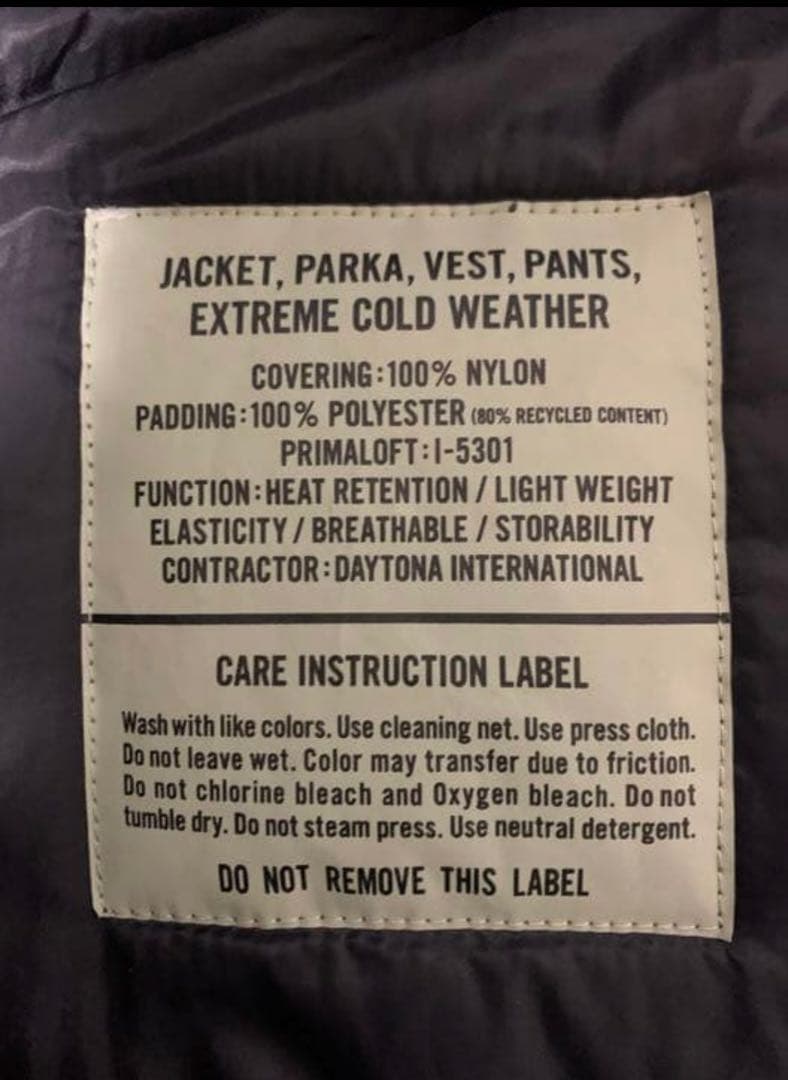 JACKET, PARKA, VEST, PANTS,
EXTREME COLD WEATHER
COVERING:100% NYLON
PADDING:100% POLYESTER (80% RECYCLED CONTENT)
PRIMALOFT:I-5301
FUNCTION:HEAT RETENTION / LIGHT WEIGHT
ELASTICITY / BREATHABLE / STORABILITY
CONTRACTOR:DAYTONA INTERNATIONAL
CARE INSTRUCTION LABEL
Wash with like colors. Use cleaning net. Use press cloth.
Do not leave wet. Color may transfer due to friction.
Do not chlorine bleach and Oxygen bleach. Do not
tumble dry. Do not steam press. Use neutral detergent.
DO NOT REMOVE THIS LABEL